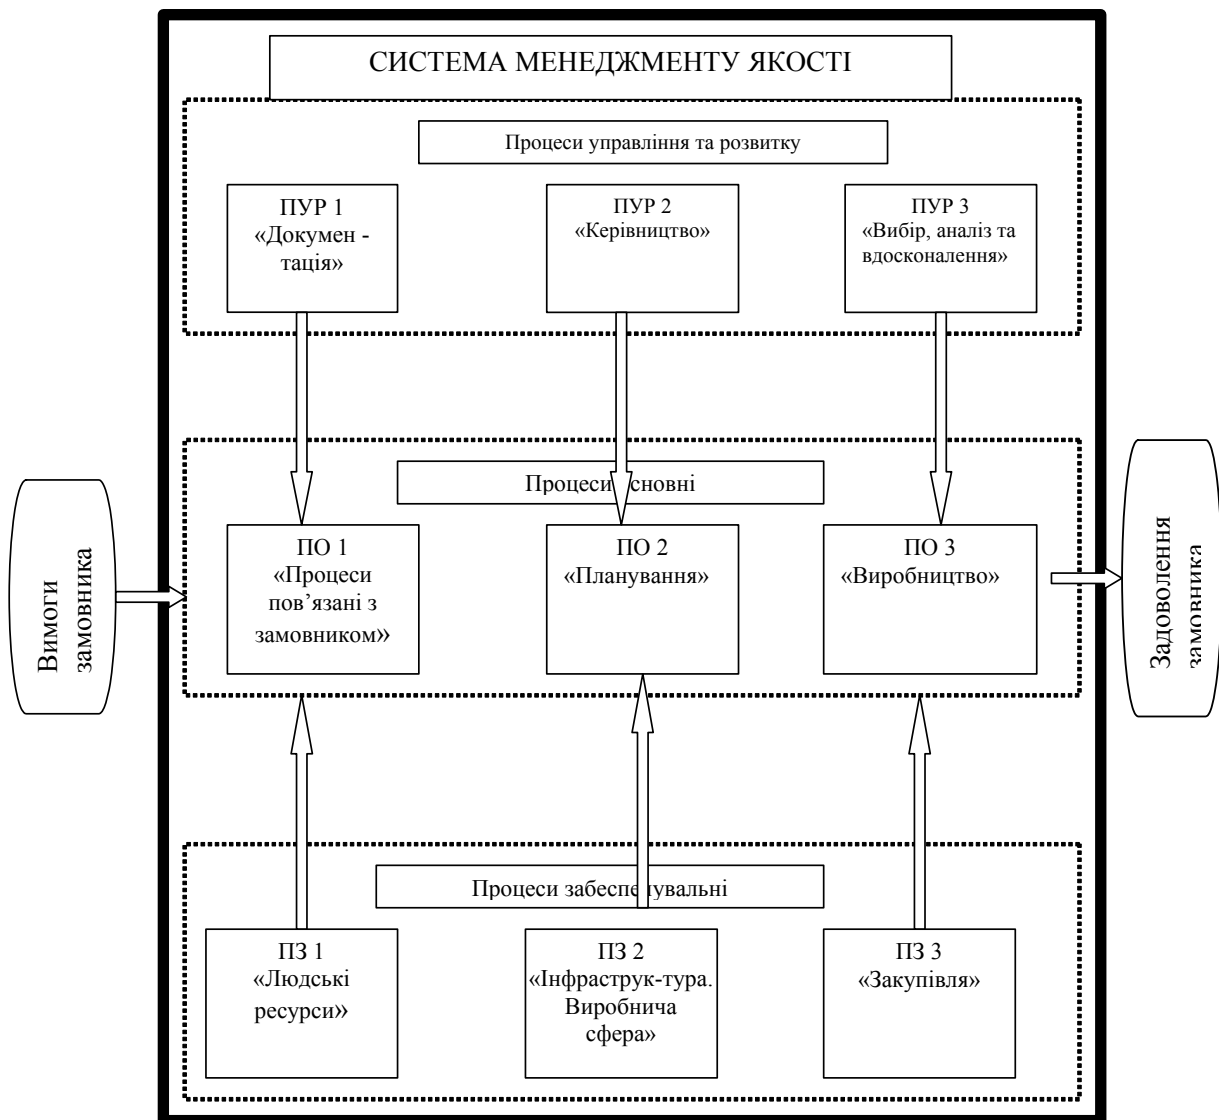 СИСТЕМА МЕНЕДЖМЕНТУ ЯКОСТІ
Процеси управління та розвитку
ПУР 1
«Докумен -
тація»
ПУР 2
«Керівництво»
ПУР 3
«Вибір, аналіз та
вдосконалення»
Вимоги
замовника
Процеси основні
ПО 1
«Процеси
пов’язані з
замовником»
ПО 2
«Планування»
ПО 3
«Виробництво»
Задоволення
замовника
Процеси забеспечувальні
ПЗ 1
«Людські
ресурси»
ПЗ 2
«Інфраструк-тура.
Виробнича
сфера»
ПЗ 3
«Закупівля»